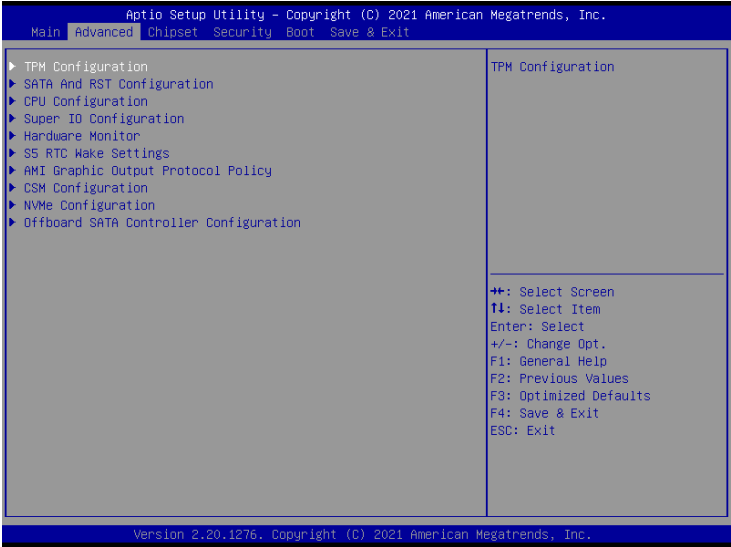 Aptio Setup Utility – Copyright (C) 2021 American Megatrends, Inc.
Main Advanced Chipset Security Boot Save & Exit
TPM Configuration
SATA And RST Configuration
CPU Configuration
Super IO Configuration
Hardware Monitor
S5 RTC Wake Settings
AMI Graphic Output Protocol Policy
CSM Configuration
NVMe Configuration
Offboard SATA Controller Configuration
TPM Configuration
→←: Select Screen
↑↓: Select Item
Enter: Select
+/-: Change Opt.
F1: General Help
F2: Previous Values
F3: Optimized Defaults
F4: Save & Exit
ESC: Exit
Version 2.20.1276. Copyright (C) 2021 American Megatrends, Inc.